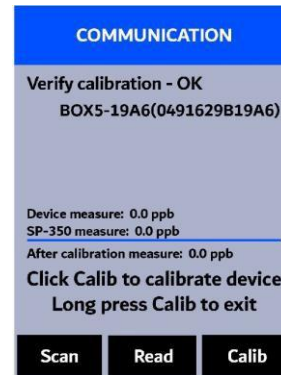 COMMUNICATION
Verify calibration - OK
BOX5-19A6(0491629B19A6)
Device measure: 0.0 ppb
SP-350 measure: 0.0 ppb
After calibration measure: 0.0 ppb
Click Calib to calibrate device
Long press Calib to exit
Scan Read Calib